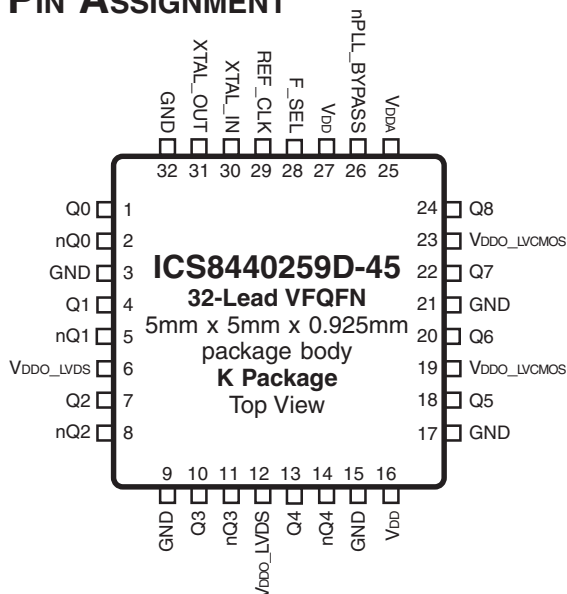 PIN ASSIGNMENT
GND
XTAL_OUT
XTAL_IN
REF_CLK
F_SEL
VDD
nPLL_BYPASS
VDDA
32 31 30 29 28 27 26 25
Q0 1
nQ0 2
GND 3
Q1 4
nQ1 5
VDDO_LVDS 6
Q2 7
nQ2 8
ICS8440259D-45
32-Lead VFQFN
5mm x 5mm x 0.925mm
package body
K Package
Top View
24 Q8
23 VDDO_LVCMOS
22 Q7
21 GND
20 Q6
19 VDDO_LVCMOS
18 Q5
17 GND
9 10 11 12 13 14 15 16
GND
Q3
nQ3
VDDO_LVDS
Q4
nQ4
GND
VDD